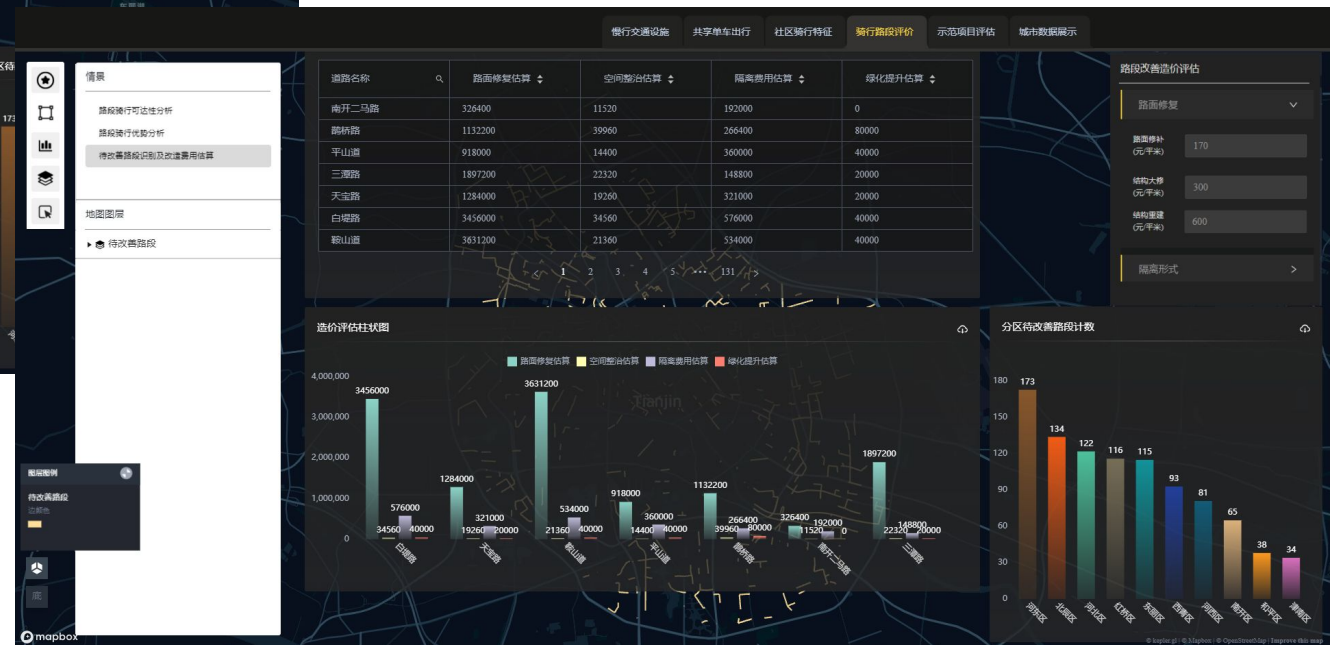 慢行交通设施 共享单车出行 社区骑行特征 骑行路段评价 示范项目评估 城市数据展示
区待
173
情景
路段骑行可达性分析
路段骑行优势分析
待改善路段识别及改造费用估算
地图图层
待改善路段
道路名称 路面修复估算 空间整治估算 隔离费用估算 绿化提升估算
南开二马路 326400 11520 192000 0
鹊桥路 1132200 39960 266400 80000
平山道 918000 14400 360000 40000
三潭路 1897200 22320 148800 20000
天宝路 1284000 19260 321000 20000
白堤路 3456000 34560 576000 40000
鞍山道 3631200 21360 534000 40000
< 1 2 3 4 5 ••• 131 >
路段改善造价评估
路面修复
路面修补
(元/平米)
170
结构大修
(元/平米)
300
结构重建
(元/平米)
600
隔离形式
造价评估柱状图
路面修复估算 空间整治估算 隔离费用估算 绿化提升估算
4,000,000
3,000,000
2,000,000
1,000,000
0
3456000 34560 576000 40000
1284000 19260 321000 20000
3631200 21360 534000 40000
918000 14400 360000 40000
1132200 39960 266400 80000
326400 11520 192000 0
1897200 22320 148800 20000
白堤路 天宝路 鞍山道 平山道 鹊桥路 南开二马路 三潭路
Tianjin
分区待改善路段计数
180
150
120
90
60
30
0
173 134 122 116 115 93 81 65 38 34
河东区 北辰区 河北区 红桥区 东丽区 西青区 河西区 南开区 和平区 津南区
图层图例
待改善路段
边颜色
底
mapbox
© kepler.gl | © Mapbox | © OpenStreetMap | Improve this map